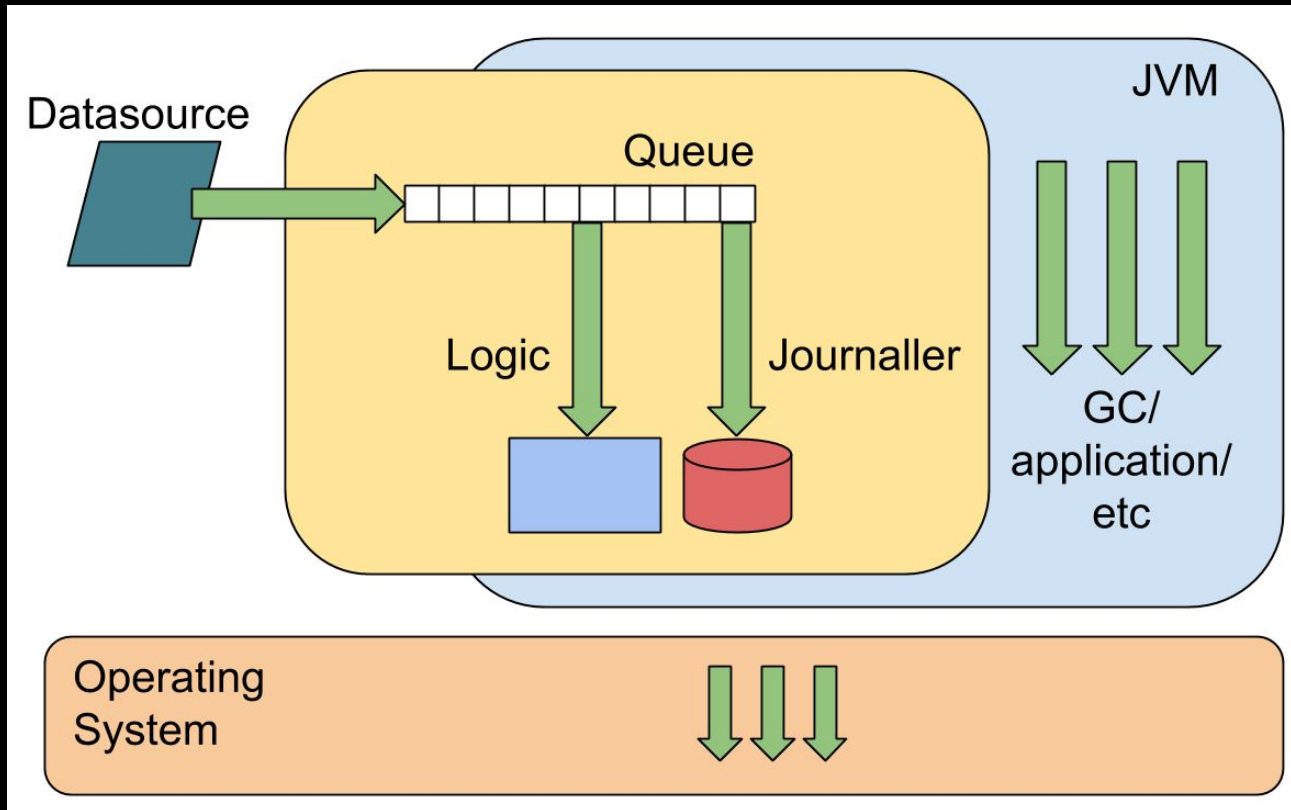 JVM
Datasource
Queue
Logic
Journaller
GC/
application/
etc
Operating
System